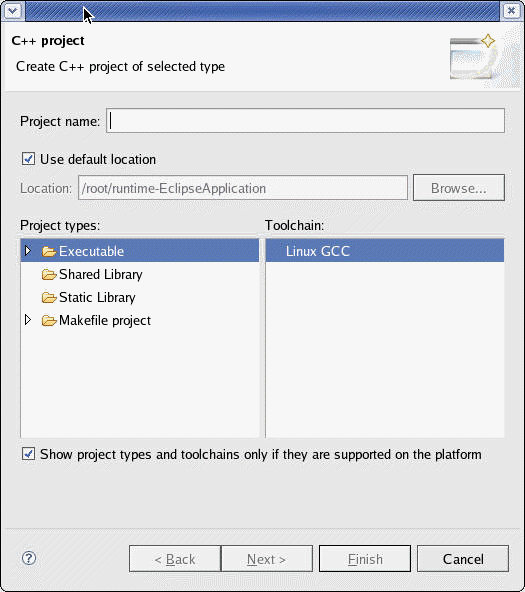 C++ project
Create C++ project of selected type
Project name:
Use default location
Location: /root/runtime-EclipseApplication Browse...
Project types: Toolchain:
Executable Linux GCC
Shared Library
Static Library
Makefile project
Show project types and toolchains only if they are supported on the platform
? < Back Next > Finish Cancel